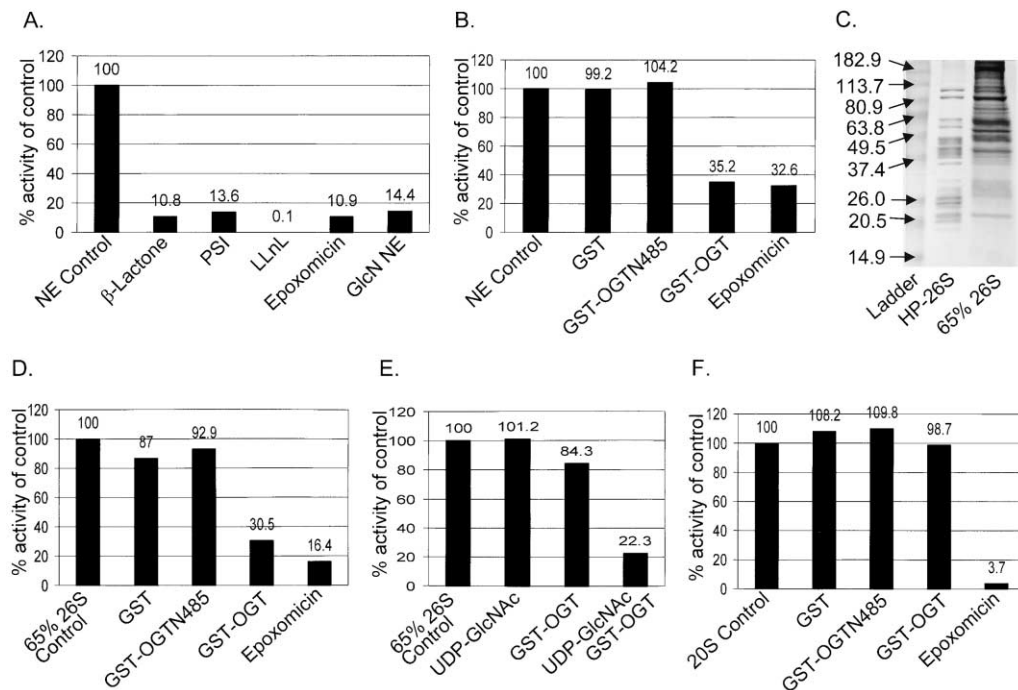 A.
% activity of control
120
100
80
60
40
20
0
100
10.8
13.6
0.1
10.9
14.4
NE Control
β-Lactone
PSI
LLnL
Epoxomicin
GlcN NE
B.
% activity of control
120
100
80
60
40
20
0
100
99.2
104.2
35.2
32.6
NE Control
GST
GST-OGTN485
GST-OGT
Epoxomicin
C.
182.9
113.7
80.9
63.8
49.5
37.4
26.0
20.5
14.9
Ladder
HP-26S
65% 26S
D.
% activity of control
120
100
80
60
40
20
0
100
87
92.9
30.5
16.4
65% 26S
Control
GST
GST-OGTN485
GST-OGT
Epoxomicin
E.
% activity of control
120
100
80
60
40
20
0
100
101.2
84.3
22.3
65% 26S
Control
UDP-GlcNAc
GST-OGT
UDP-GlcNAc
GST-OGT
F.
% activity of control
120
100
80
60
40
20
0
100
108.2
109.8
98.7
3.7
20S Control
GST
GST-OGTN485
GST-OGT
Epoxomicin